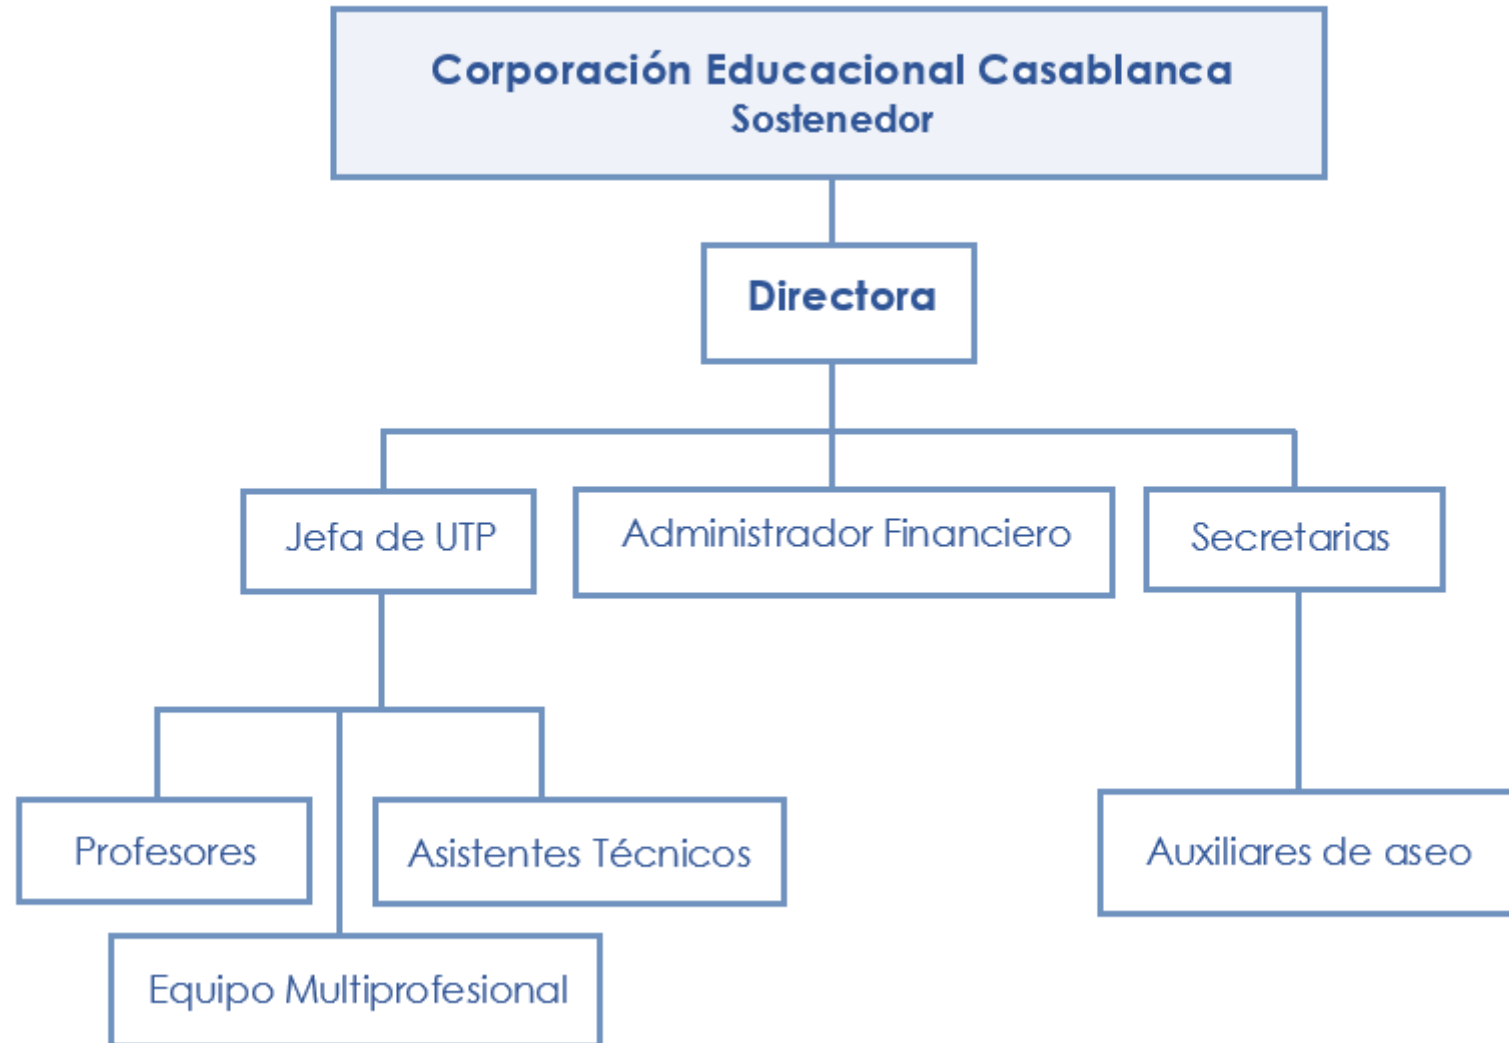 Corporación Educacional Casablanca
Sostenedor
Directora
Jefa de UTP
Administrador Financiero
Secretarias
Profesores
Asistentes Técnicos
Auxiliares de aseo
Equipo Multiprofesional